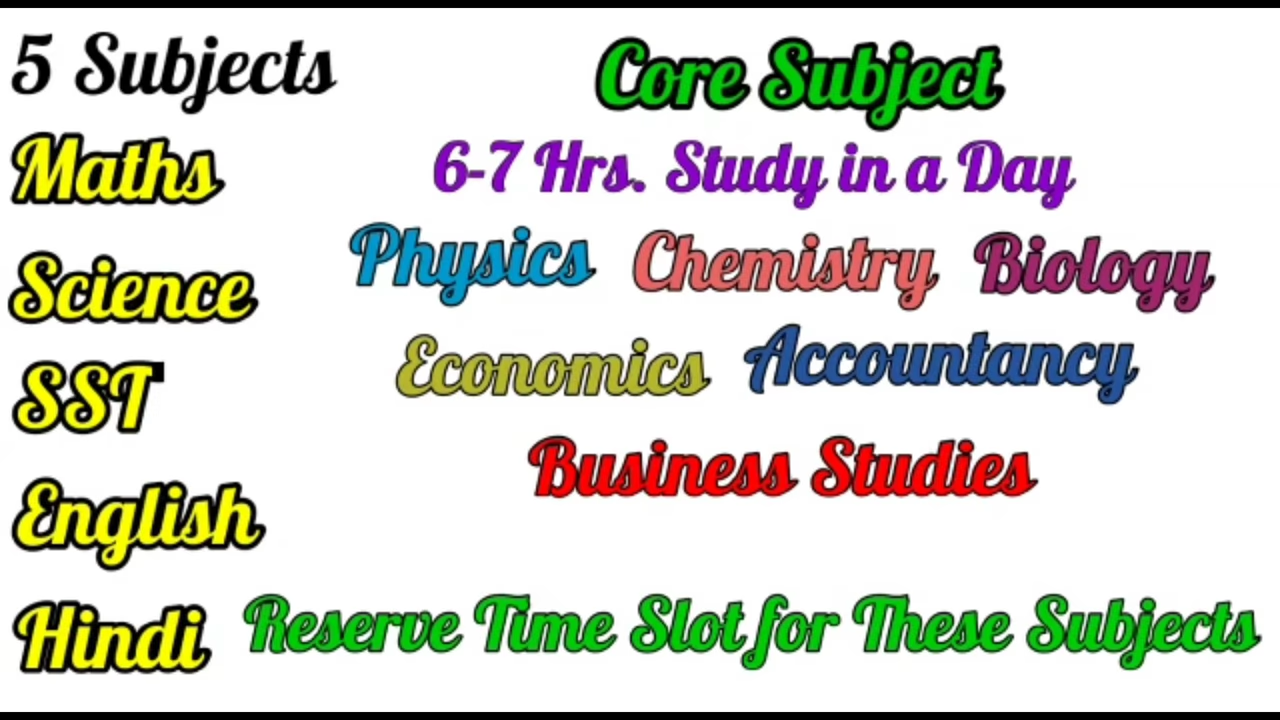 5 Subjects
Maths
Science
SST
English
Hindi
Core Subject
6-7 Hrs. Study in a Day
Physics Chemistry Biology
Economics Accountancy
Business Studies
Reserve Time Slot for These Subjects